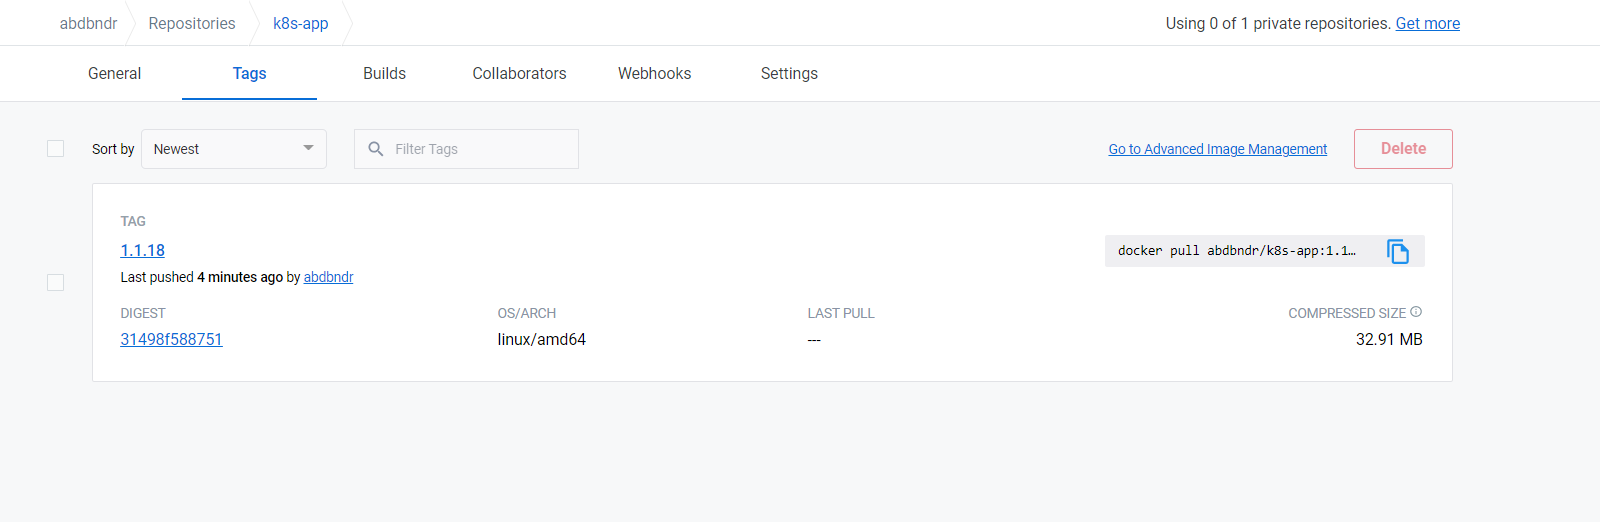 abdbndr Repositories k8s-app Using 0 of 1 private repositories. Get more
General Tags Builds Collaborators Webhooks Settings
Sort by Newest Filter Tags Go to Advanced Image Management Delete
TAG
1.1.18 docker pull abdbndr/k8s-app:1.1…
Last pushed 4 minutes ago by abdbndr
DIGEST OS/ARCH LAST PULL COMPRESSED SIZE
31498f588751 linux/amd64 --- 32.91 MB